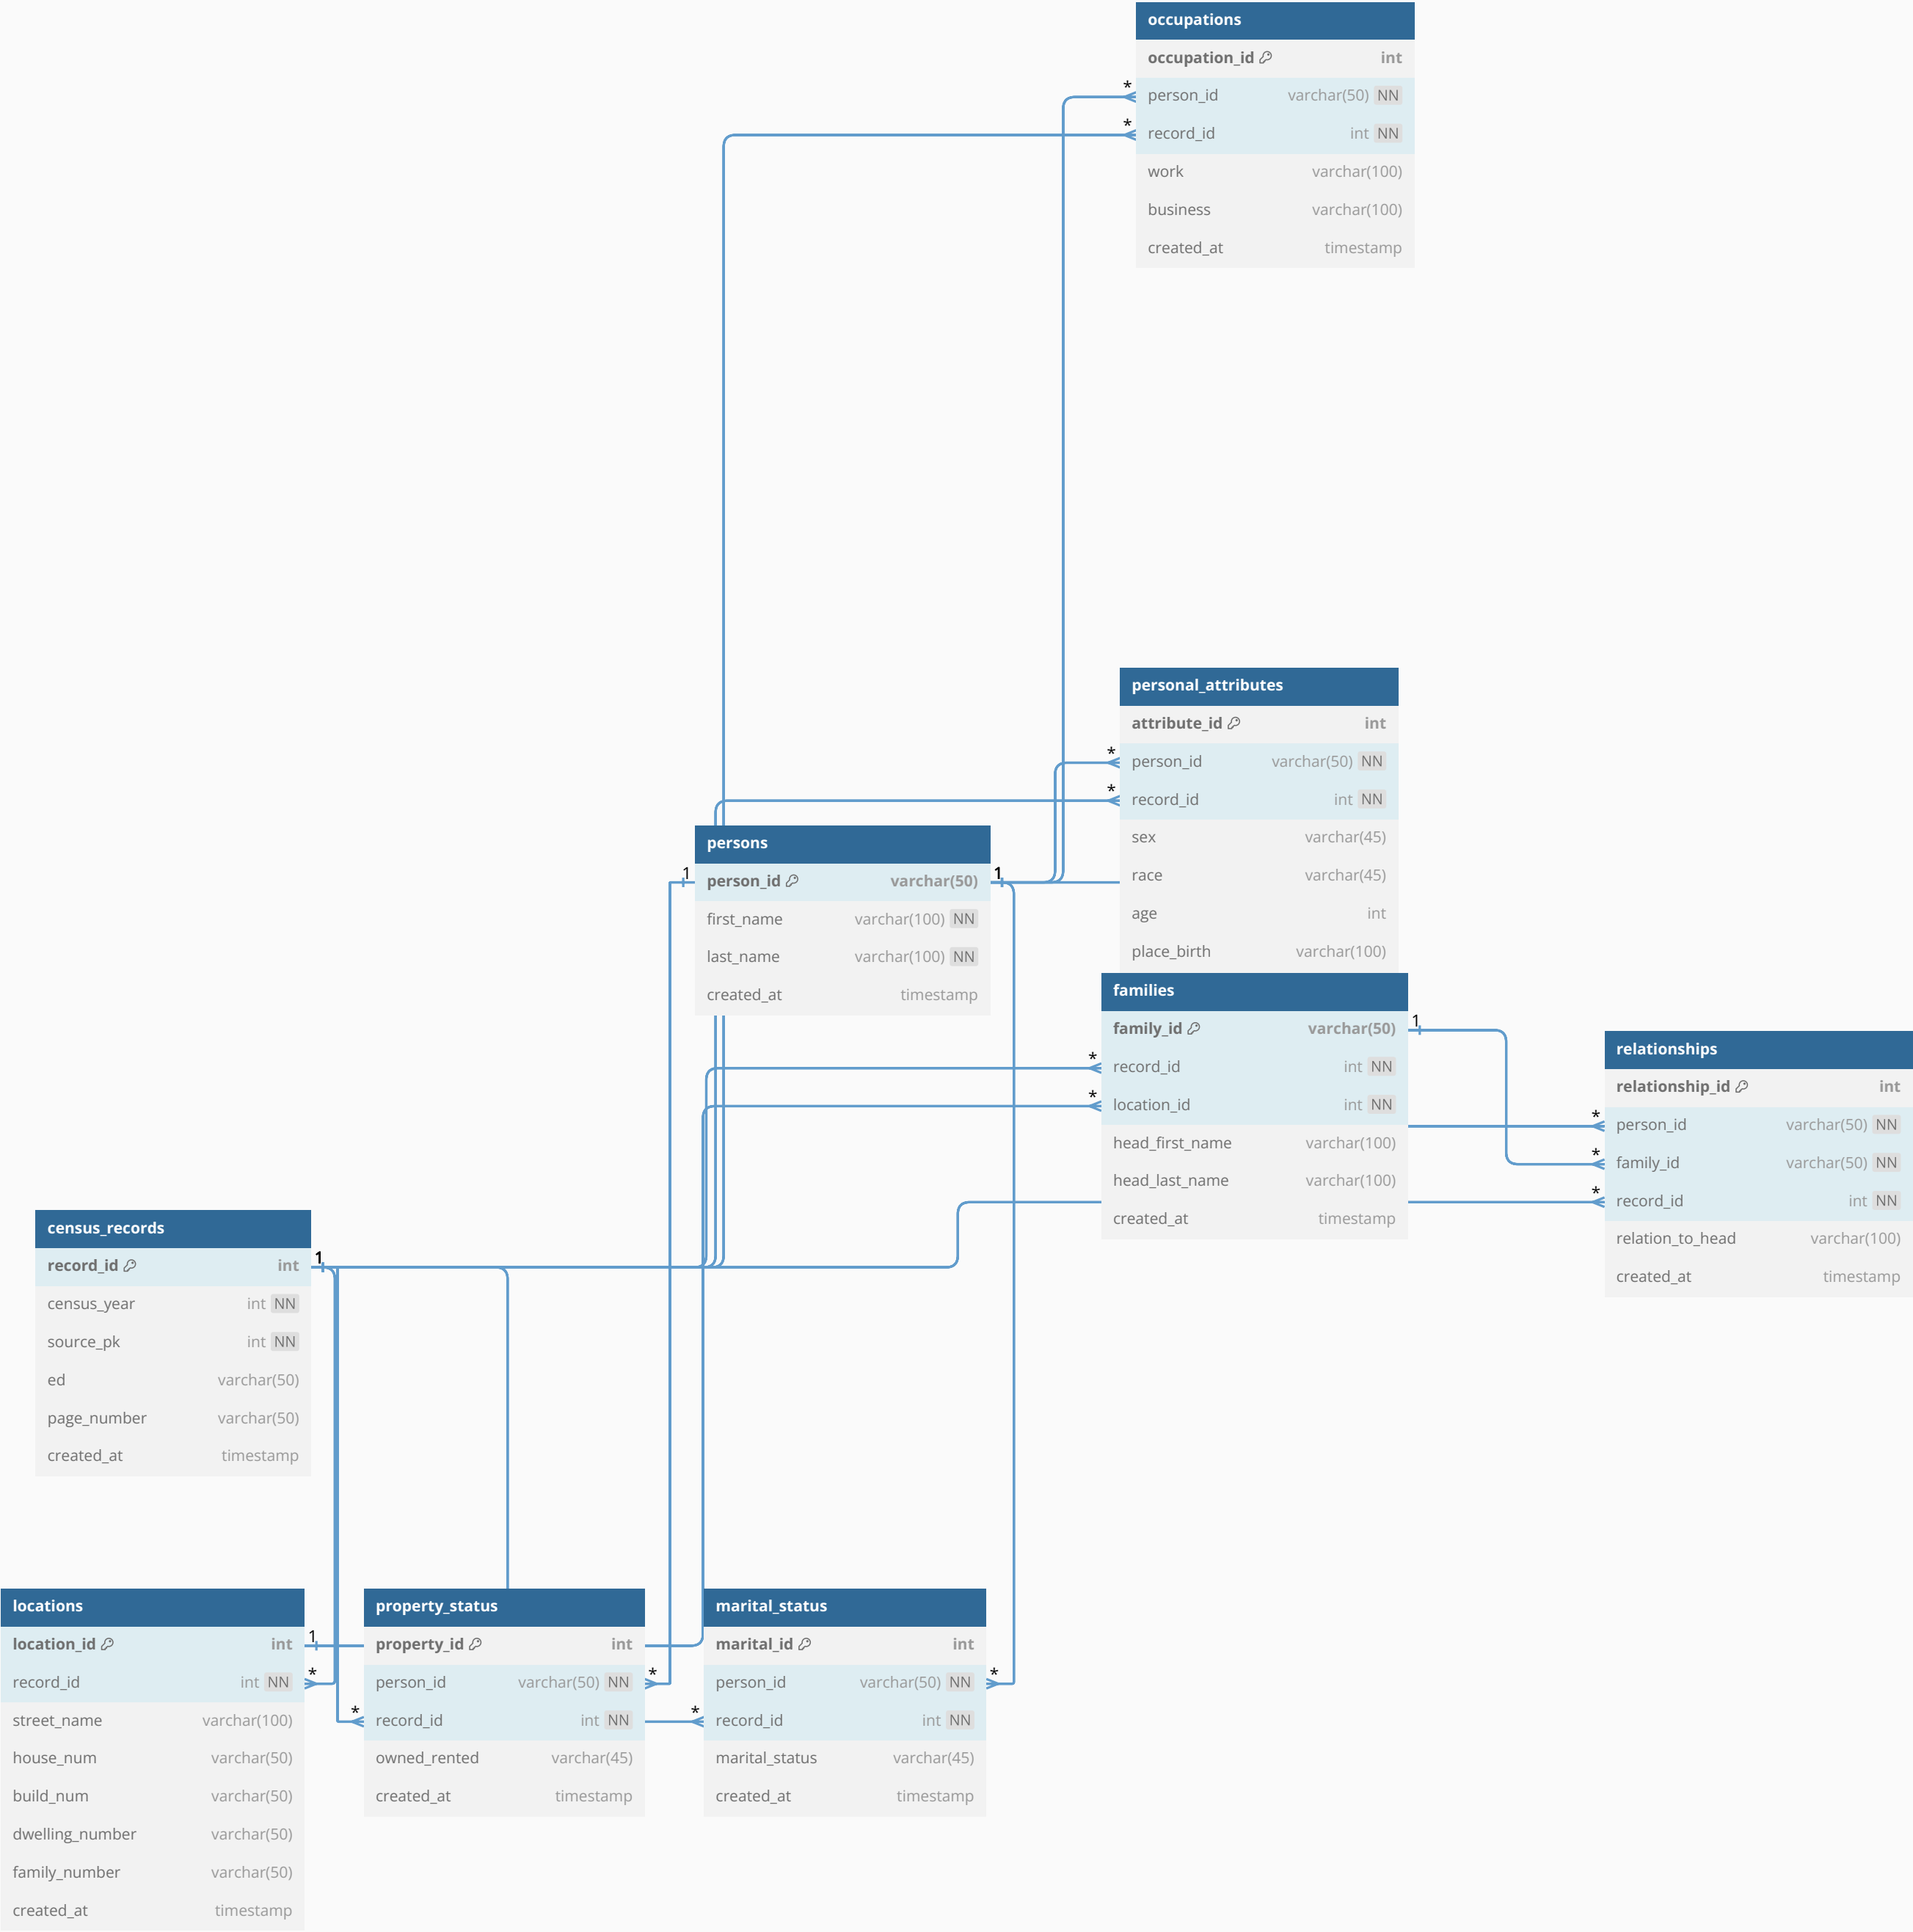 occupations
occupation_id int
* person_id varchar(50) NN
* record_id int NN
work varchar(100)
business varchar(100)
created_at timestamp
personal_attributes
attribute_id int
* person_id varchar(50) NN
* record_id int NN
sex varchar(45)
race varchar(45)
age int
place_birth varchar(100)
persons
1 person_id varchar(50) 1
first_name varchar(100) NN
last_name varchar(100) NN
created_at timestamp
families
family_id varchar(50) 1
* record_id int NN
* location_id int NN
head_first_name varchar(100)
head_last_name varchar(100)
created_at timestamp
relationships
relationship_id int
* person_id varchar(50) NN
* family_id varchar(50) NN
* record_id int NN
relation_to_head varchar(100)
created_at timestamp
census_records
record_id int 1
census_year int NN
source_pk int NN
ed varchar(50)
page_number varchar(50)
created_at timestamp
locations
location_id int 1
record_id int NN *
street_name varchar(100)
house_num varchar(50)
build_num varchar(50)
dwelling_number varchar(50)
family_number varchar(50)
created_at timestamp
property_status
property_id int
person_id varchar(50) NN *
* record_id int NN
owned_rented varchar(45)
created_at timestamp
marital_status
marital_id int
person_id varchar(50) NN *
* record_id int NN
marital_status varchar(45)
created_at timestamp